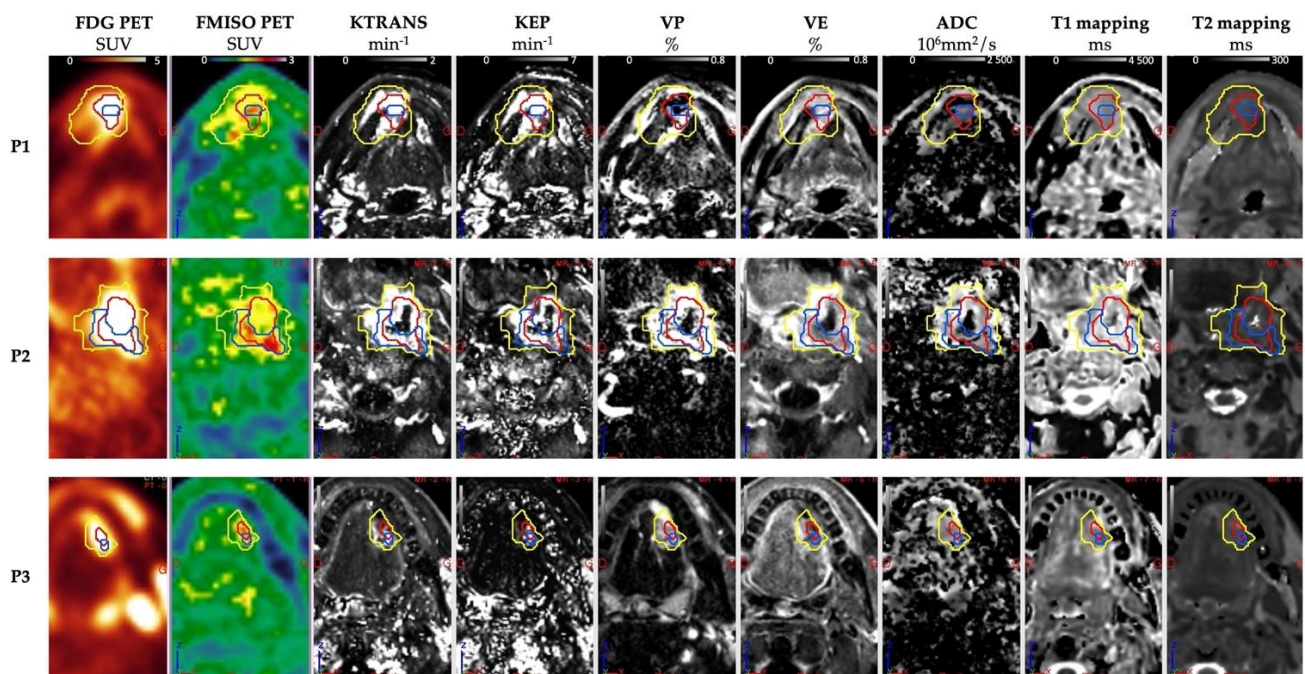 FDG PET FMISO PET KTRANS KEP VP VE ADC T1 mapping T2 mapping
SUV SUV min-1 min-1 % % 10⁶mm²/s ms ms
0 5 0 3 0 2 0 7 0 0.8 0 0.8 0 2 500 0 4 500 0 300
P1
D G
Z
P2
P3